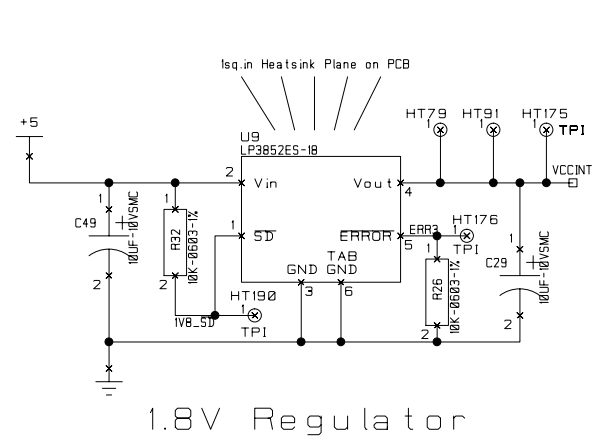 1sq.in Heatsink Plane on PCB
+5
HT79
HT91
HT175
1
1
1
TPI
U9
LP3852ES-18
VCCINT
2
Vin
Vout
4
1
1
C49
10UF-10VSMC
R32
10K-0603-1%
1
SD
ERROR
5
ERR3
HT176
1
TPI
TAB
GND
GND
3
6
2
2
HT190
1
1V8_SD
TPI
1
R26
10K-0603-1%
2
1
C29
10UF-10VSMC
2
1.8V Regulator